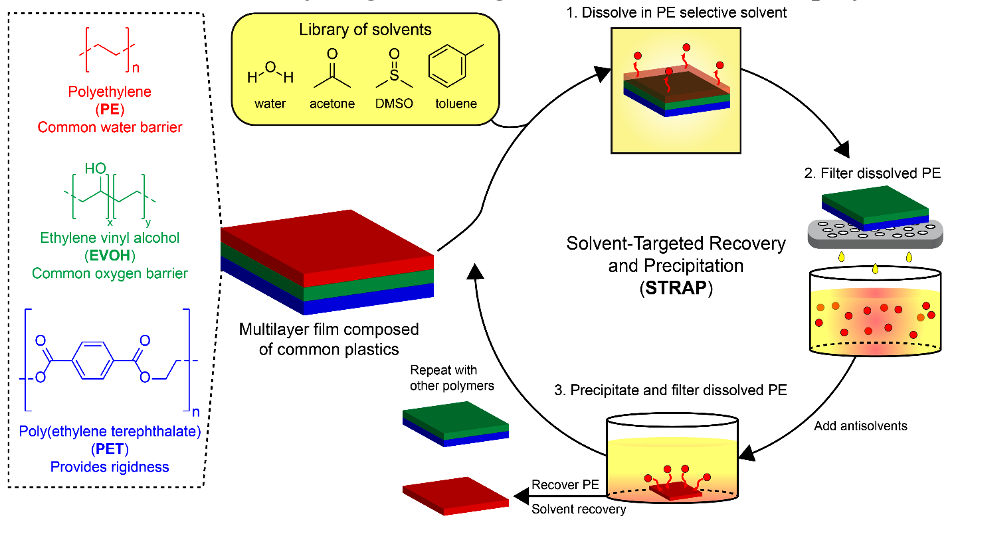 n
Polyethylene
(PE)
Common water barrier
HO
x
y
Ethylene vinyl alcohol
(EVOH)
Common oxygen barrier
O
O
O
O
n
Poly(ethylene terephthalate)
(PET)
Provides rigidness
Library of solvents
H O H
O
O
S
water
acetone
DMSO
toluene
Multilayer film composed
of common plastics
1. Dissolve in PE selective solvent
2. Filter dissolved PE
Solvent-Targeted Recovery
and Precipitation
(STRAP)
Add antisolvents
3. Precipitate and filter dissolved PE
Repeat with
other polymers
Recover PE
Solvent recovery